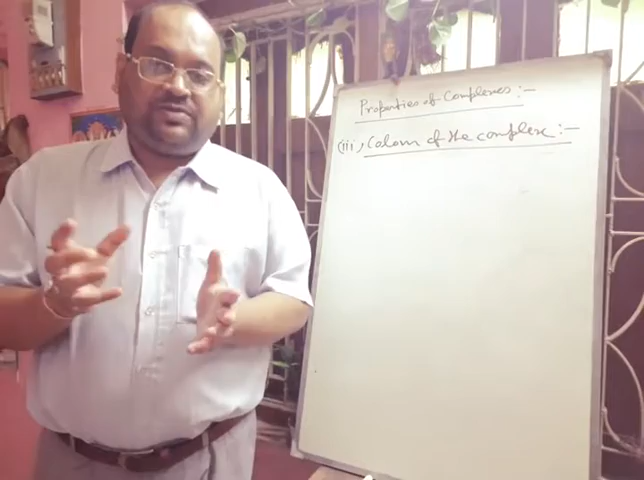 Properties of Complexes:-
(iii) Colour of the complex:-